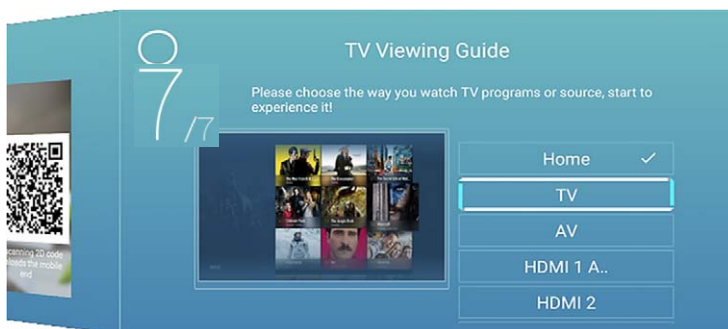 TV Viewing Guide
7/7
Please choose the way you watch TV programs or source, start to
experience it!
Home
TV
AV
HDMI 1 A..
HDMI 2
scanning 2D code
loads the mobile
end